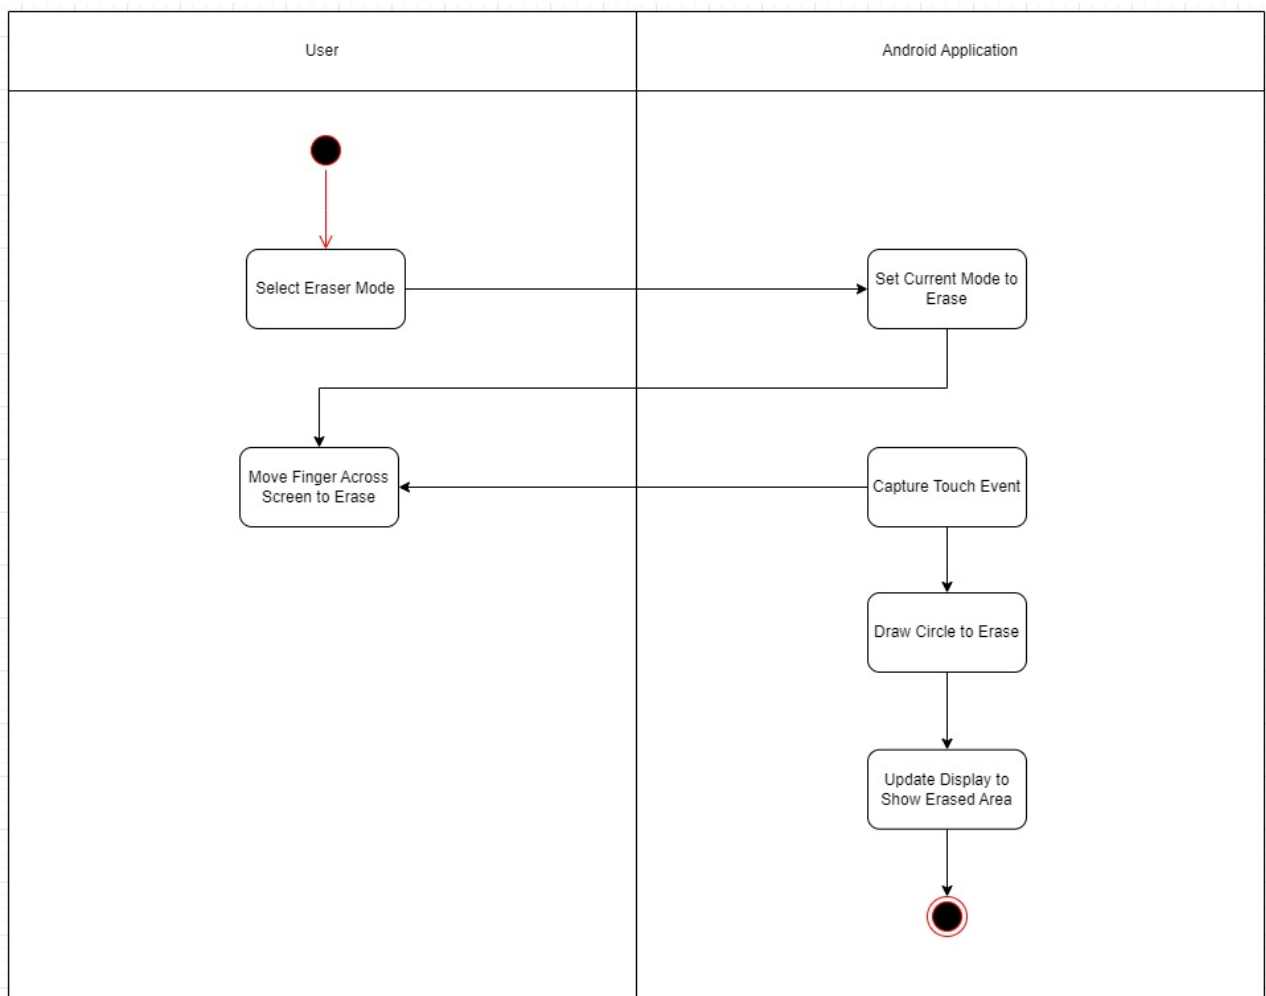 User
Android Application
Select Eraser Mode
Set Current Mode to
Erase
Move Finger Across
Screen to Erase
Capture Touch Event
Draw Circle to Erase
Update Display to
Show Erased Area